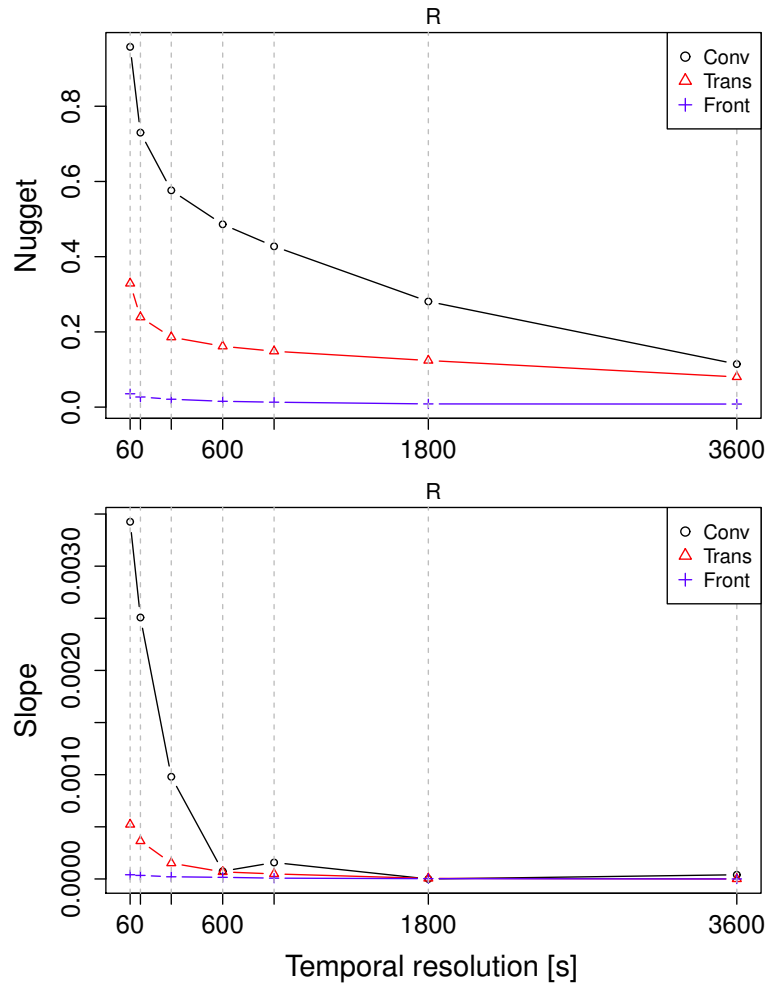 R
Conv
Trans
Front
Nugget
0.0 0.2 0.4 0.6 0.8
60 600 1800 3600
R
Conv
Trans
Front
Slope
0.0000 0.0010 0.0020 0.0030
60 600 1800 3600
Temporal resolution [s]